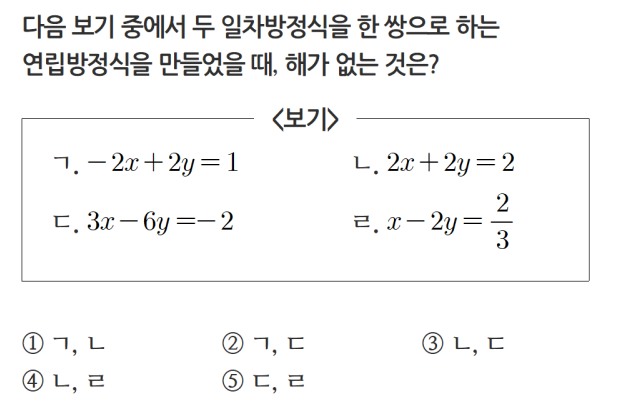 다음 보기 중에서 두 일차방정식을 한 쌍으로 하는
연립방정식을 만들었을 때, 해가 없는 것은?
<보기>
ㄱ. −2x+2y=1 ㄴ. 2x+2y=2
ㄷ. 3x−6y=−2 ㄹ. x−2y=2/3
① ㄱ, ㄴ ② ㄱ, ㄷ ③ ㄴ, ㄷ
④ ㄴ, ㄹ ⑤ ㄷ, ㄹ